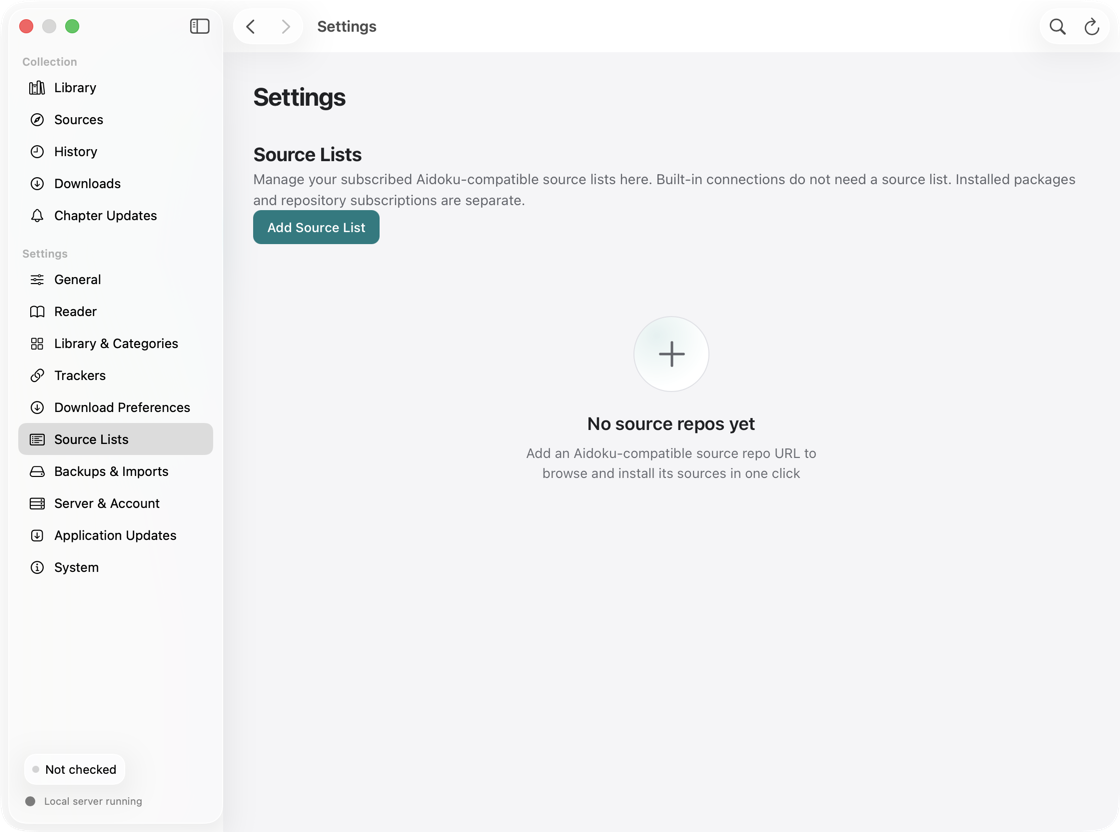 Settings
Collection
Library
Sources
History
Downloads
Chapter Updates
Settings
General
Reader
Library & Categories
Trackers
Download Preferences
Source Lists
Backups & Imports
Server & Account
Application Updates
System
Not checked
Local server running
Settings
Source Lists
Manage your subscribed Aidoku-compatible source lists here. Built-in connections do not need a source list. Installed packages
and repository subscriptions are separate.
Add Source List
No source repos yet
Add an Aidoku-compatible source repo URL to
browse and install its sources in one click